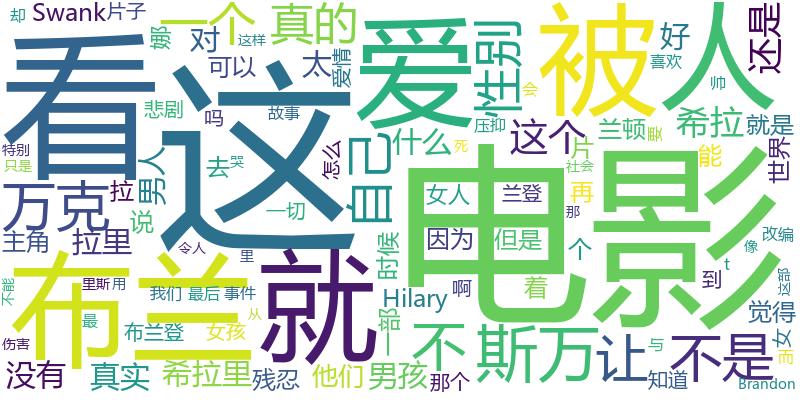 却 Swank 片子
娜
一个
真的
对
这样
爱情
可以
太
悲剧
吗
故事
看
这
爱
性别
被
人
会
好
喜欢
还是
帅
特别
只是
男人
去
哭
怎么
自己
什么
压抑
死
这个
片
社会
兰顿
要
希拉
就是
能
世界
万克
拉
说
一切
女人
兰登
再
那
主角
拉里
令人
里
时候
因为
但是
个
电影
像
改编
不能
里斯
用
布兰
我们
最后
事件
就
Hilary
啊
着
到
t
这部
觉得
最
布兰登
女孩
从
一部
不
斯万
让
与
不是
女
而
伤害
没有
真实
希拉里
残忍
他们
男孩
那个
知道
Brandon